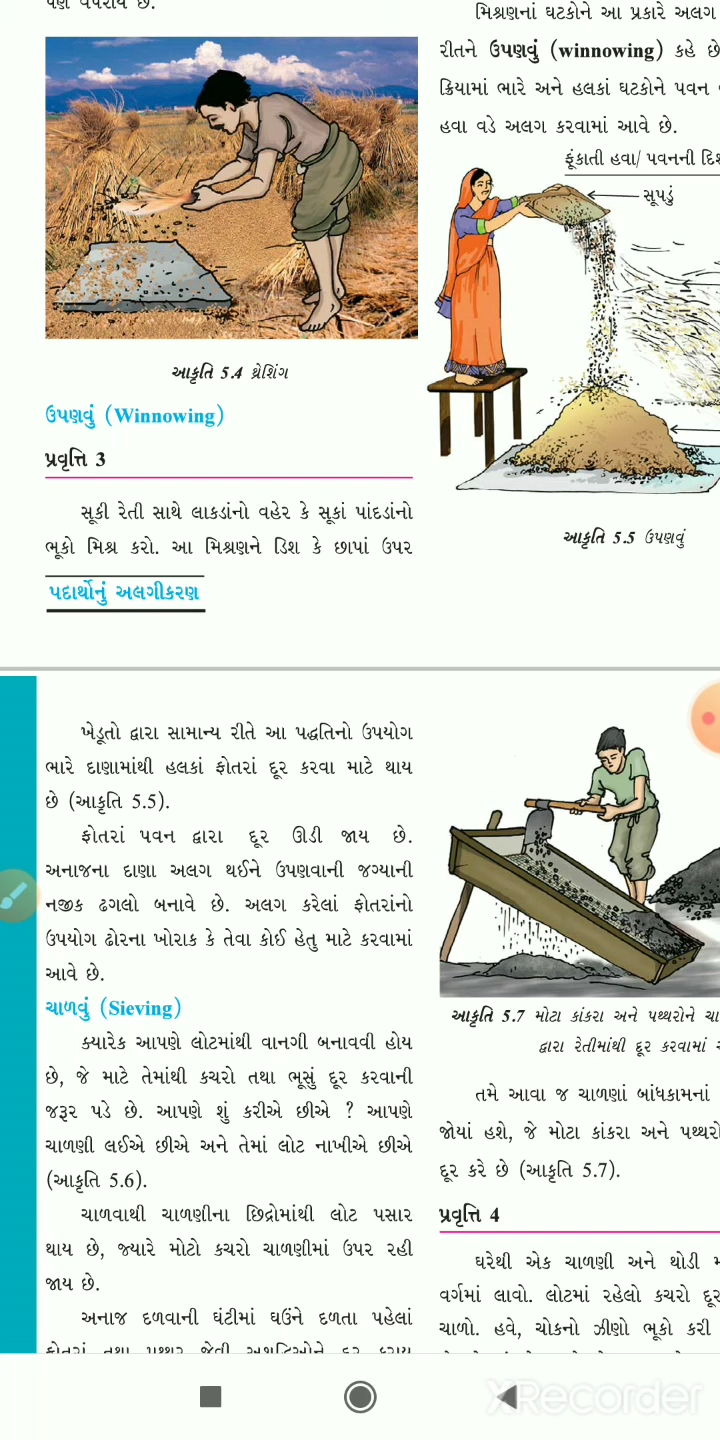 મિશ્રણનાં ઘટકોને આ પ્રકારે અલગ
રીતને ઉપણવું (winnowing) કહે છે
ક્રિયામાં ભારે અને હલકાં ઘટકોને પવન
હવા વડે અલગ કરવામાં આવે છે.
ફૂંકાતી હવા/ પવનની
સૂપડું
આકૃતિ 5.4 થ્રેશિંગ
ઉપણવું (Winnowing)
પ્રવૃત્તિ 3
સૂકી રેતી સાથે લાકડાંનો વહેર કે સૂકાં પાંદડાંનો
ભૂકો મિશ્ર કરો. આ મિશ્રણને ડિશ કે છાપાં ઉપર
આકૃતિ 5.5 ઉપણવું
પદાર્થોનું અલગીકરણ
ખેડૂતો દ્વારા સામાન્ય રીતે આ પદ્ધતિનો ઉપયોગ
ભારે દાણામાંથી હલકાં ફોતરાં દૂર કરવા માટે થાય
છે (આકૃતિ 5.5).
ફોતરાં પવન દ્વારા દૂર ઊડી જાય છે.
અનાજના દાણા અલગ થઈને ઉપણવાની જગ્યાની
નજીક ઢગલો બનાવે છે. અલગ કરેલાં ફોતરાંનો
ઉપયોગ ઢોરના ખોરાક કે તેવા કોઈ હેતુ માટે કરવામાં
આવે છે.
ચાળવું (Sieving)
ક્યારેક આપણે લોટમાંથી વાનગી બનાવવી હોય
છે, જે માટે તેમાંથી કચરો તથા ભૂસું દૂર કરવાની
જરૂર પડે છે. આપણે શું કરીએ છીએ ? આપણે
ચાળણી લઈએ છીએ અને તેમાં લોટ નાખીએ છીએ
(આકૃતિ 5.6).
ચાળવાથી ચાળણીના છિદ્રોમાંથી લોટ પસાર
થાય છે, જ્યારે મોટો કચરો ચાળણીમાં ઉપર રહી
જાય છે.
અનાજ દળવાની ઘંટીમાં ઘઉંને દળતા પહેલાં
આકૃતિ 5.7 મોટા કાંકરા અને પથ્થરોને
દ્વારા રેતીમાંથી દૂર કરવામાં
તમે આવા જ ચાળણાં બાંધકામનાં
જોયાં હશે, જે મોટા કાંકરા અને પથ્થરો
દૂર કરે છે (આકૃતિ 5.7).
પ્રવૃત્તિ 4
ઘરેથી એક ચાળણી અને થોડી
વર્ગમાં લાવો. લોટમાં રહેલો કચરો દૂર
ચાળો. હવે, ચોકનો ઝીણો ભૂકો કરી
XRecorder